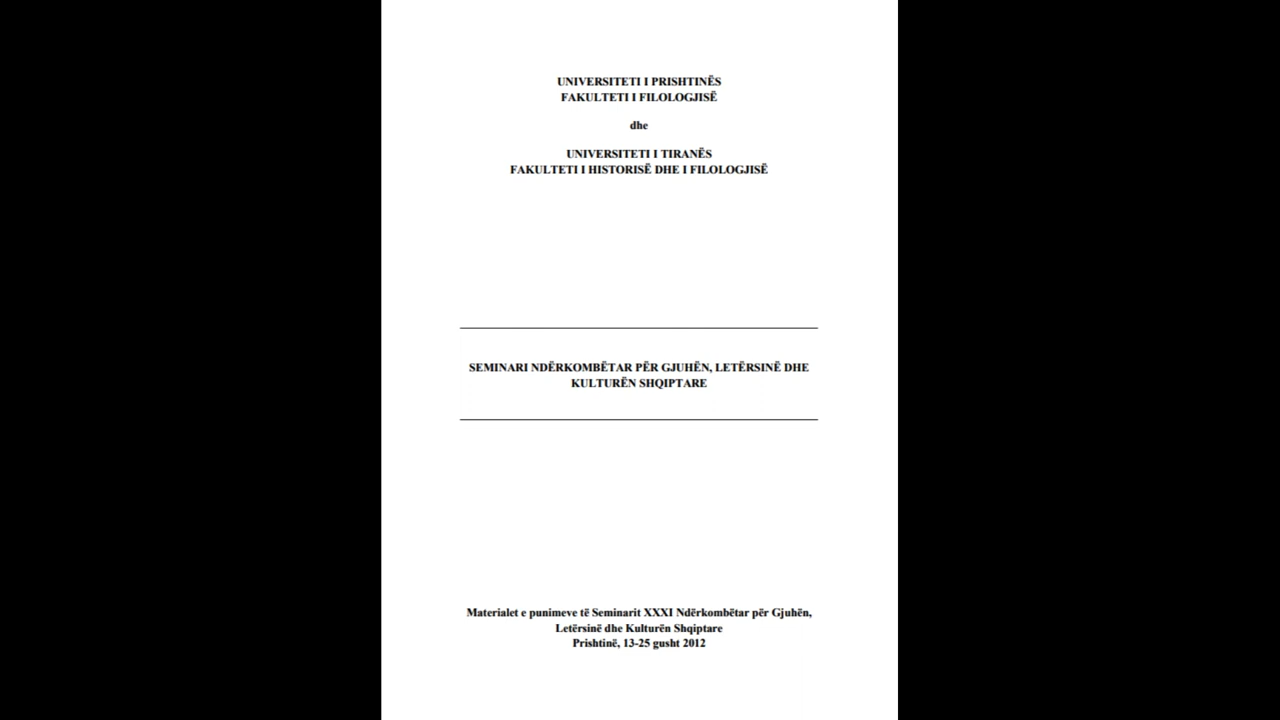 UNIVERSITETI I PRISHTINËS
FAKULTETI I FILOLOGJISË
dhe
UNIVERSITETI I TIRANËS
FAKULTETI I HISTORISË DHE I FILOLOGJISË
SEMINARI NDËRKOMBËTAR PËR GJUHËN, LETËRSINË DHE
KULTURËN SHQIPTARE
Materialet e punimeve të Seminarit XXXI Ndërkombëtar për Gjuhën,
Letërsinë dhe Kulturën Shqiptare
Prishtinë, 13-25 gusht 2012